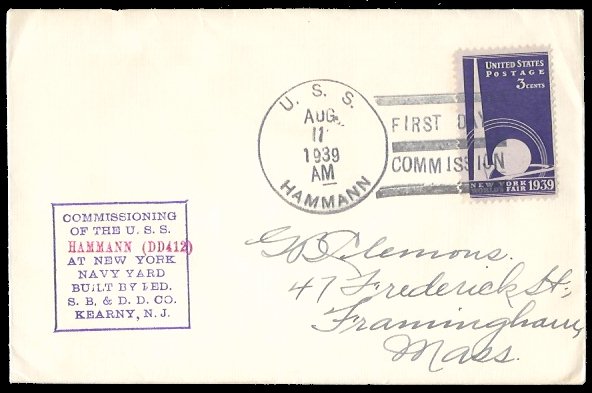 U. S. S.
AUG
11
1939
AM
HAMMANN
FIRST DAY
COMMISSION
UNITED STATES
POSTAGE
3 CENTS
NEW YORK
WORLD'S FAIR 1939
COMMISSIONING
OF THE U. S. S.
HAMMANN (DD412)
AT NEW YORK
NAVY YARD
BUILT BY FED.
S. B. & D. D. CO.
KEARNY, N. J.
G B Clemons.
47 Frederick St.,
Framingham,
Mass.